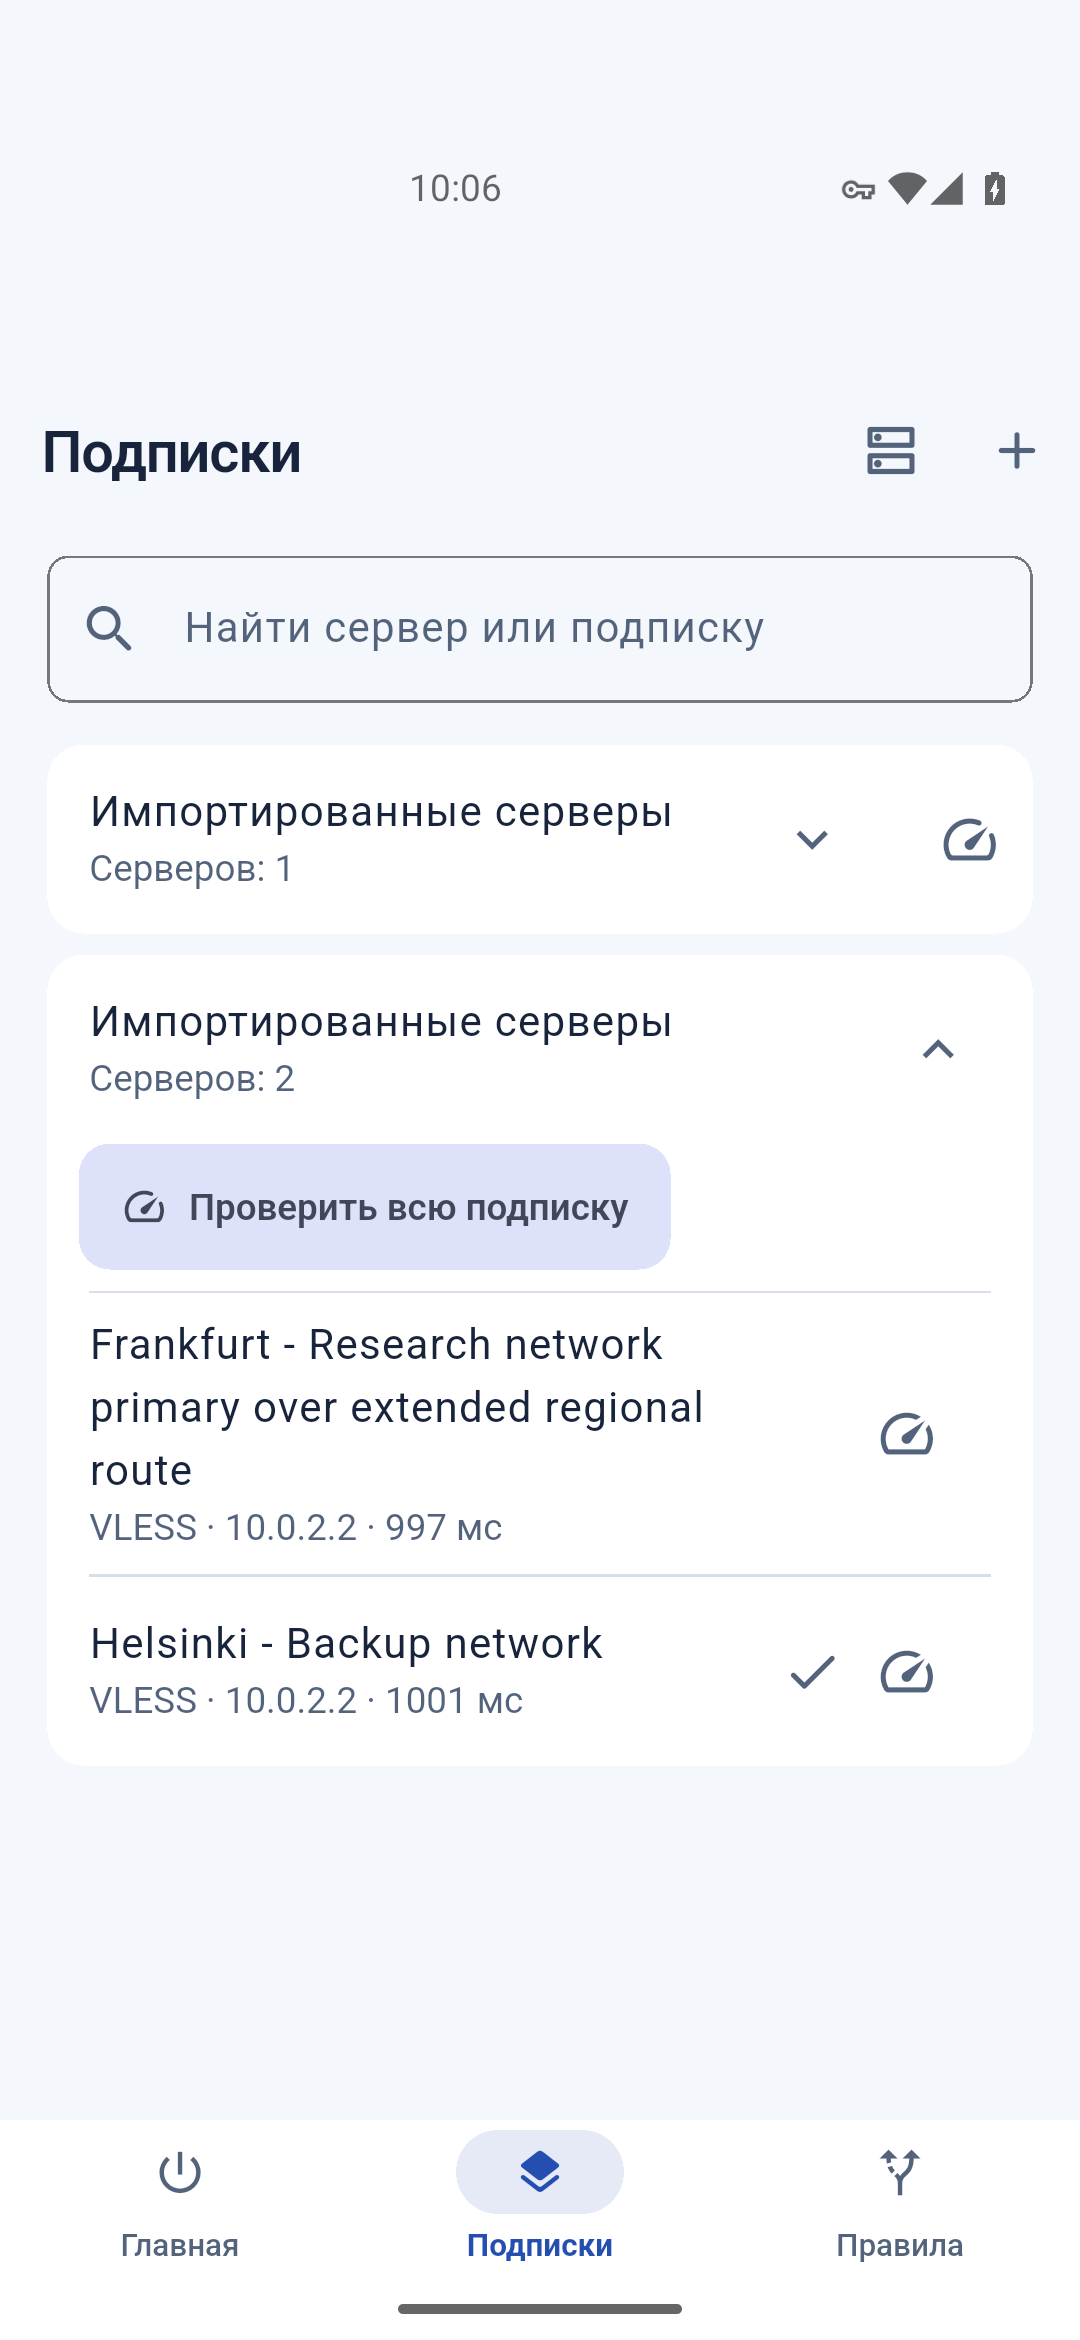 10:06
Подписки
Найти сервер или подписку
Импортированные серверы
Серверов: 1
Импортированные серверы
Серверов: 2
Проверить всю подписку
Frankfurt - Research network
primary over extended regional
route
VLESS · 10.0.2.2 · 997 мс
Helsinki - Backup network
VLESS · 10.0.2.2 · 1001 мс
Главная
Подписки
Правила